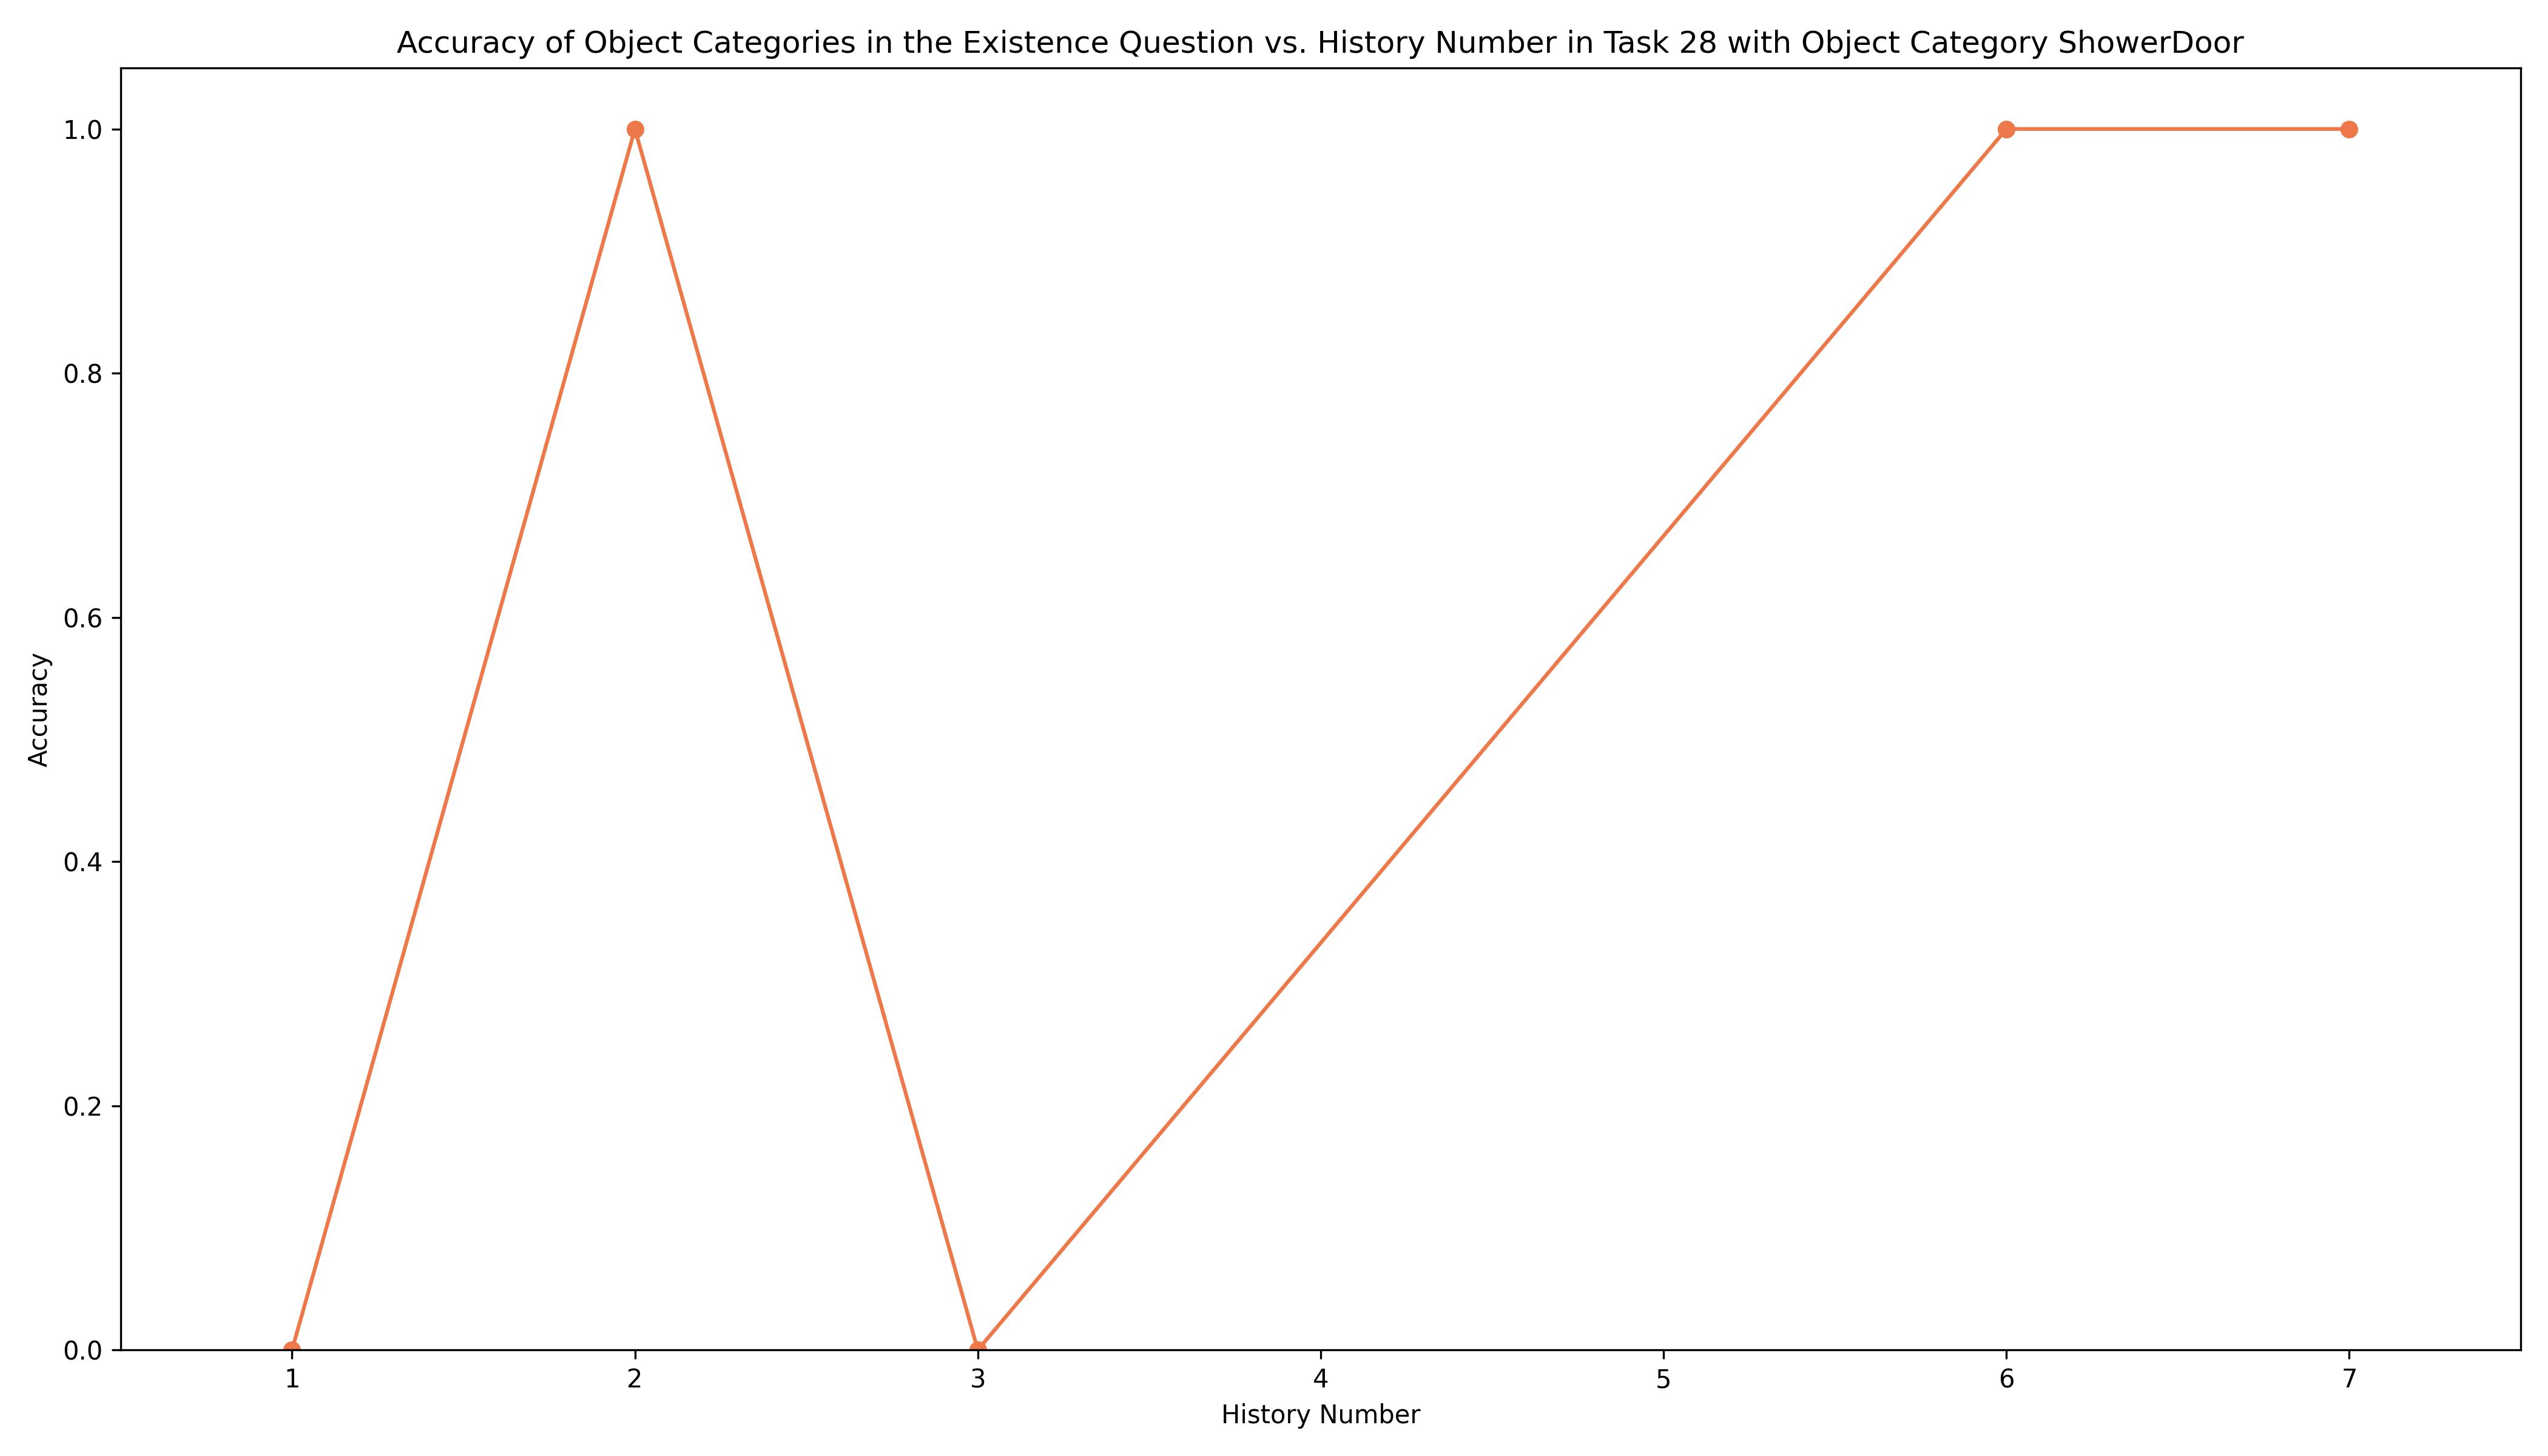 Accuracy of Object Categories in the Existence Question vs. History Number in Task 28 with Object Category ShowerDoor
1.0
0.8
0.6
0.4
0.2
0.0
Accuracy
1 2 3 4 5 6 7
History Number